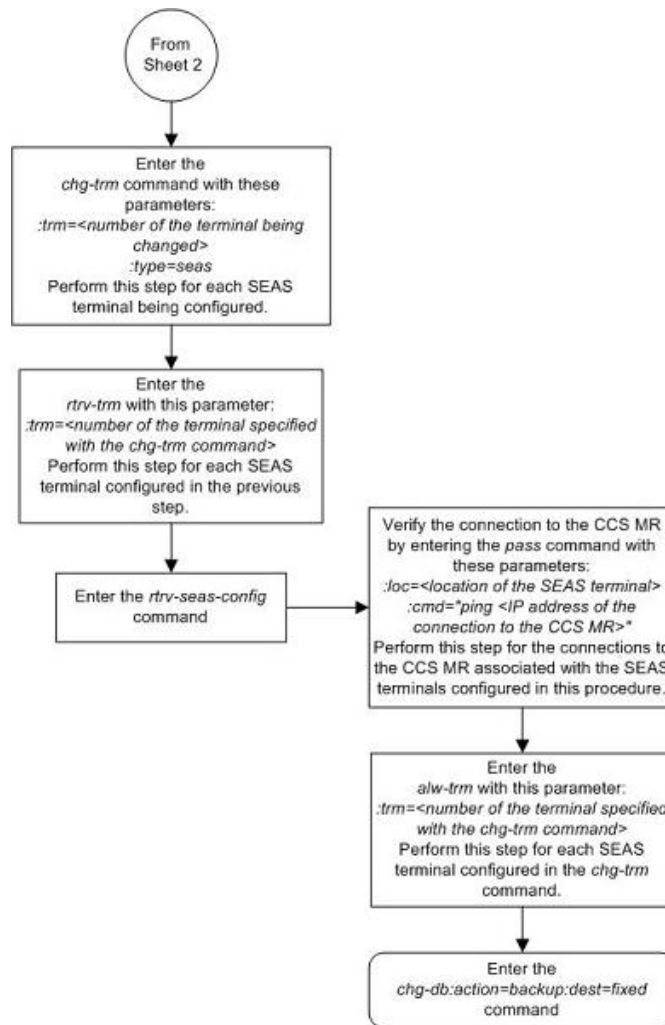 From
Sheet 2
Enter the
chg-trm command with these
parameters:
:trm=<number of the terminal being
changed>
:type=seas
Perform this step for each SEAS
terminal being configured.
Enter the
rtrv-trm with this parameter:
:trm=<number of the terminal specified
with the chg-trm command>
Perform this step for each SEAS
terminal configured in the previous
step.
Enter the rtrv-seas-config
command
Verify the connection to the CCS MR
by entering the pass command with
these parameters:
:loc=<location of the SEAS terminal>
:cmd="ping <IP address of the
connection to the CCS MR>"
Perform this step for the connections to
the CCS MR associated with the SEAS
terminals configured in this procedure.
Enter the
alw-trm with this parameter:
:trm=<number of the terminal specified
with the chg-trm command>
Perform this step for each SEAS
terminal configured in the chg-trm
command.
Enter the
chg-db:action=backup:dest=fixed
command